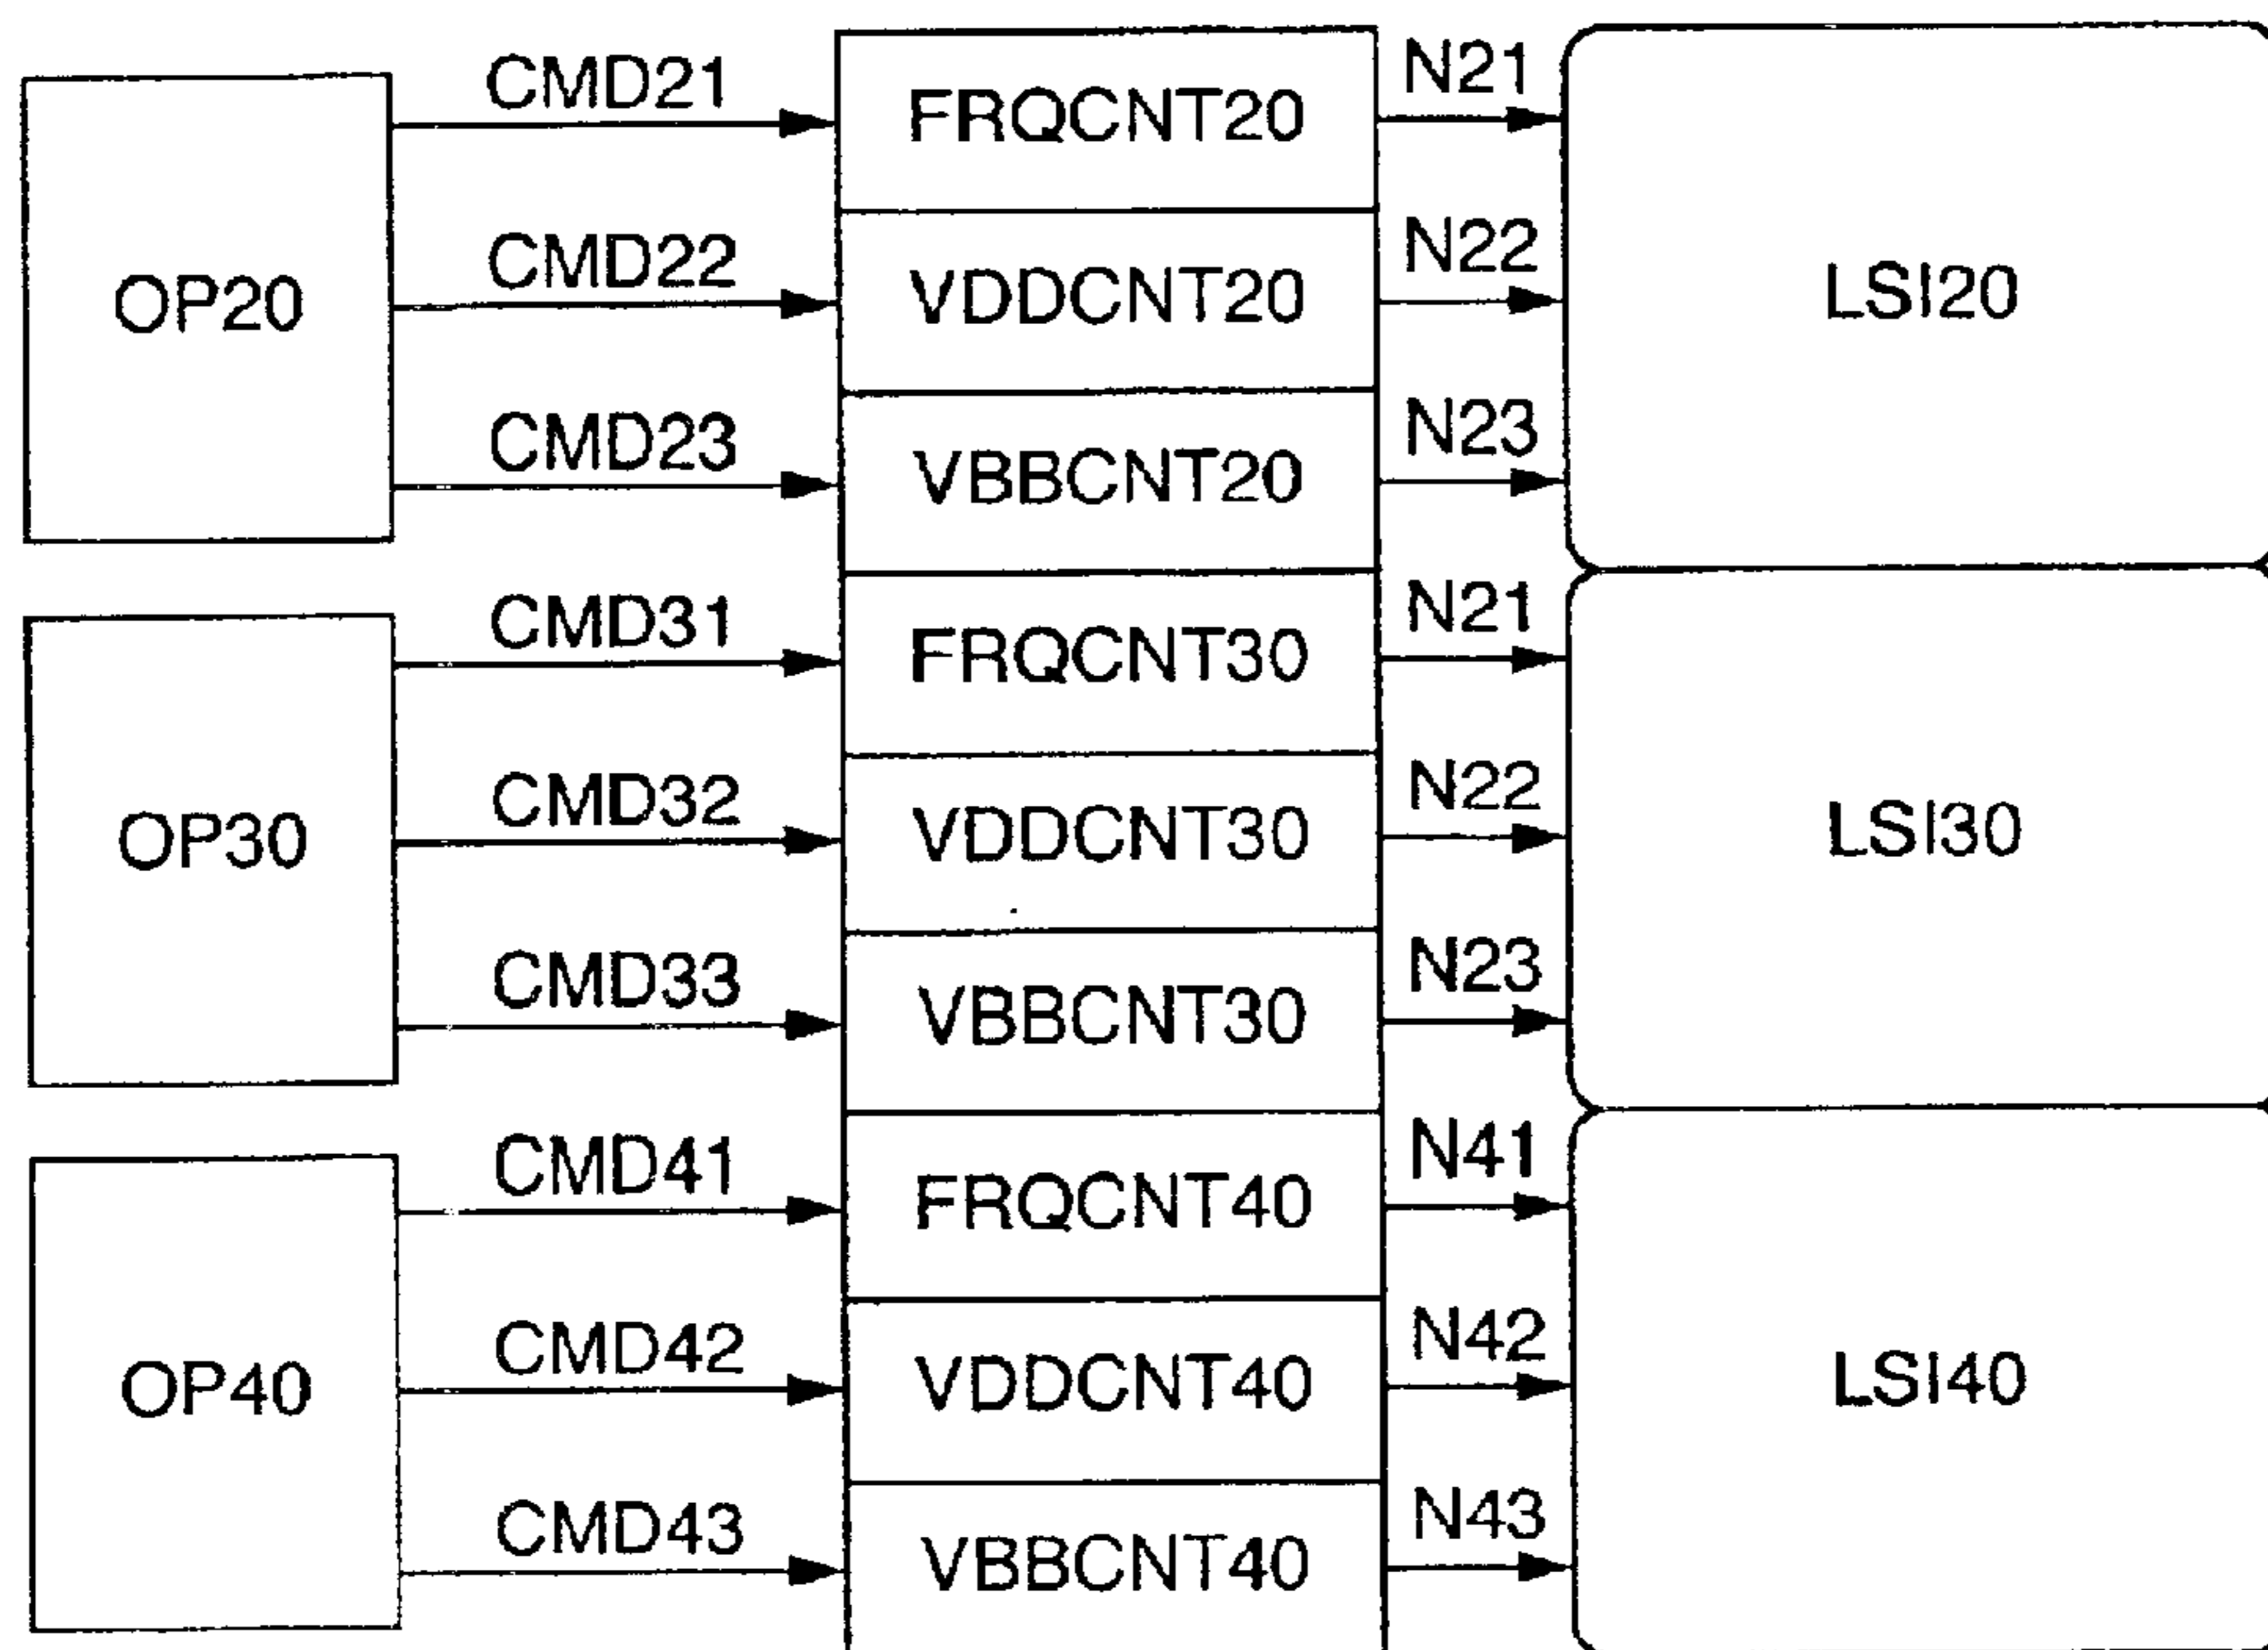 CMD21
FRQCNT20
N21
OP20
CMD22
VDDCNT20
N22
LSI20
CMD23
VBBCNT20
N23
CMD31
FRQCNT30
N21
OP30
CMD32
VDDCNT30
N22
LSI30
CMD33
VBBCNT30
N23
CMD41
FRQCNT40
N41
OP40
CMD42
VDDCNT40
N42
LSI40
CMD43
VBBCNT40
N43